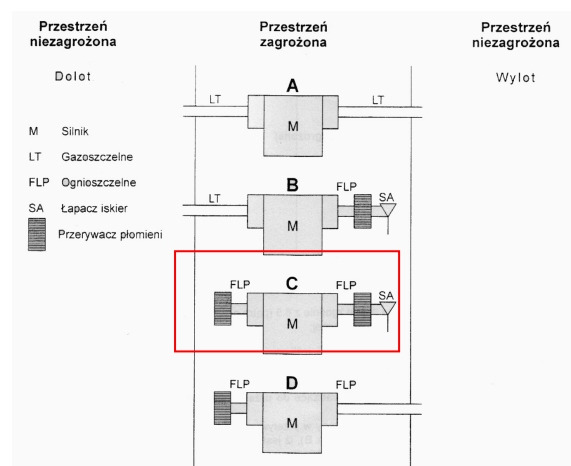 Przestrzeń
niezagrożona
Przestrzeń
zagrożona
Przestrzeń
niezagrożona
Dolot
Wylot
M Silnik
LT Gazoszczelne
FLP Ognioszczelne
SA Łapacz iskier
Przerywacz płomieni
A
LT
LT
M
B
LT
FLP
SA
M
C
FLP
FLP
SA
M
D
FLP
FLP
M